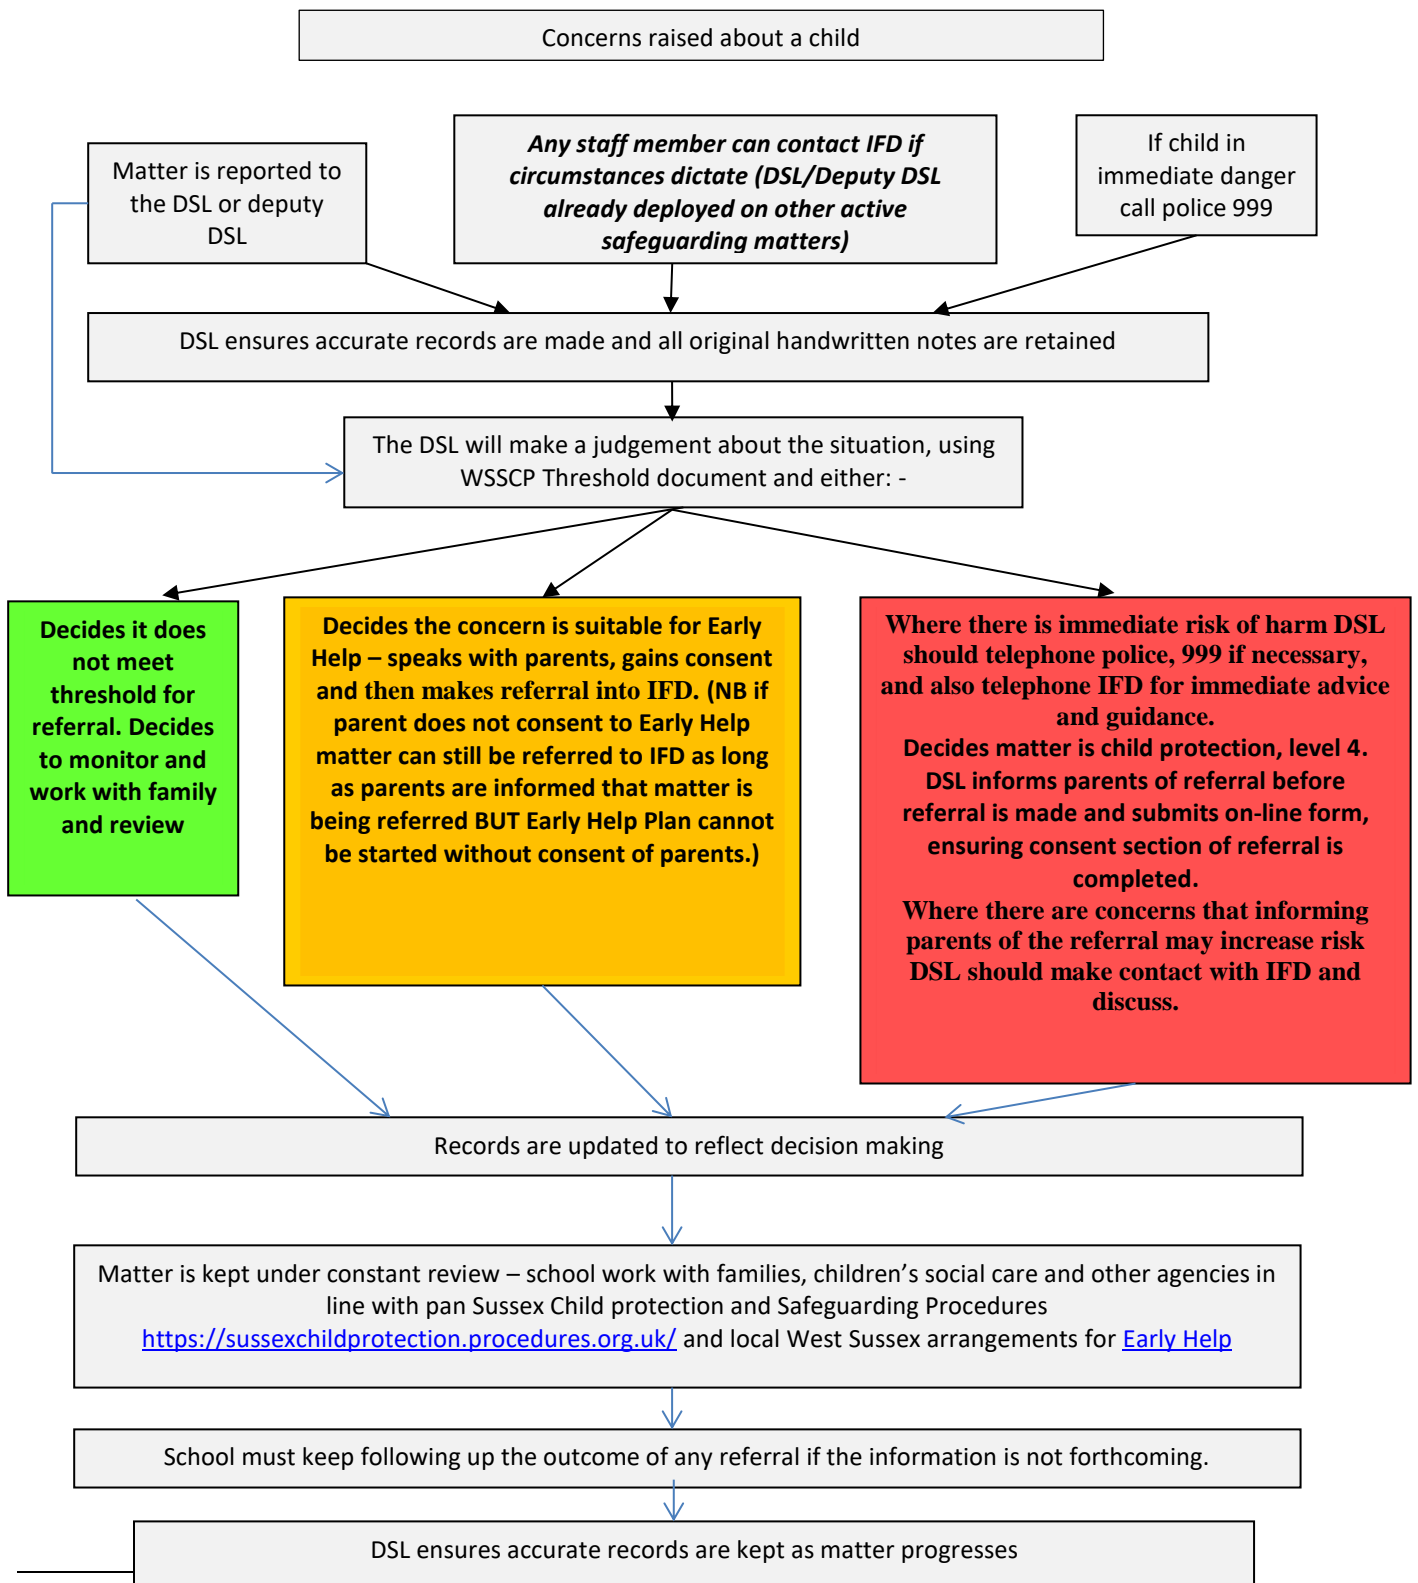 Concerns raised about a child
Matter is reported to
the DSL or deputy
DSL
Any staff member can contact IFD if
circumstances dictate (DSL/Deputy DSL
already deployed on other active
safeguarding matters)
If child in
immediate danger
call police 999
DSL ensures accurate records are made and all original handwritten notes are retained
The DSL will make a judgement about the situation, using
WSSCP Threshold document and either: -
Decides it does
not meet
threshold for
referral. Decides
to monitor and
work with family
and review
Decides the concern is suitable for Early
Help – speaks with parents, gains consent
and then makes referral into IFD. (NB if
parent does not consent to Early Help
matter can still be referred to IFD as long
as parents are informed that matter is
being referred BUT Early Help Plan cannot
be started without consent of parents.)
Where there is immediate risk of harm DSL
should telephone police, 999 if necessary,
and also telephone IFD for immediate advice
and guidance.
Decides matter is child protection, level 4.
DSL informs parents of referral before
referral is made and submits on-line form,
ensuring consent section of referral is
completed.
Where there are concerns that informing
parents of the referral may increase risk
DSL should make contact with IFD and
discuss.
Records are updated to reflect decision making
Matter is kept under constant review – school work with families, children’s social care and other agencies in
line with pan Sussex Child protection and Safeguarding Procedures
https://sussexchildprotection.procedures.org.uk/ and local West Sussex arrangements for Early Help
School must keep following up the outcome of any referral if the information is not forthcoming.
DSL ensures accurate records are kept as matter progresses